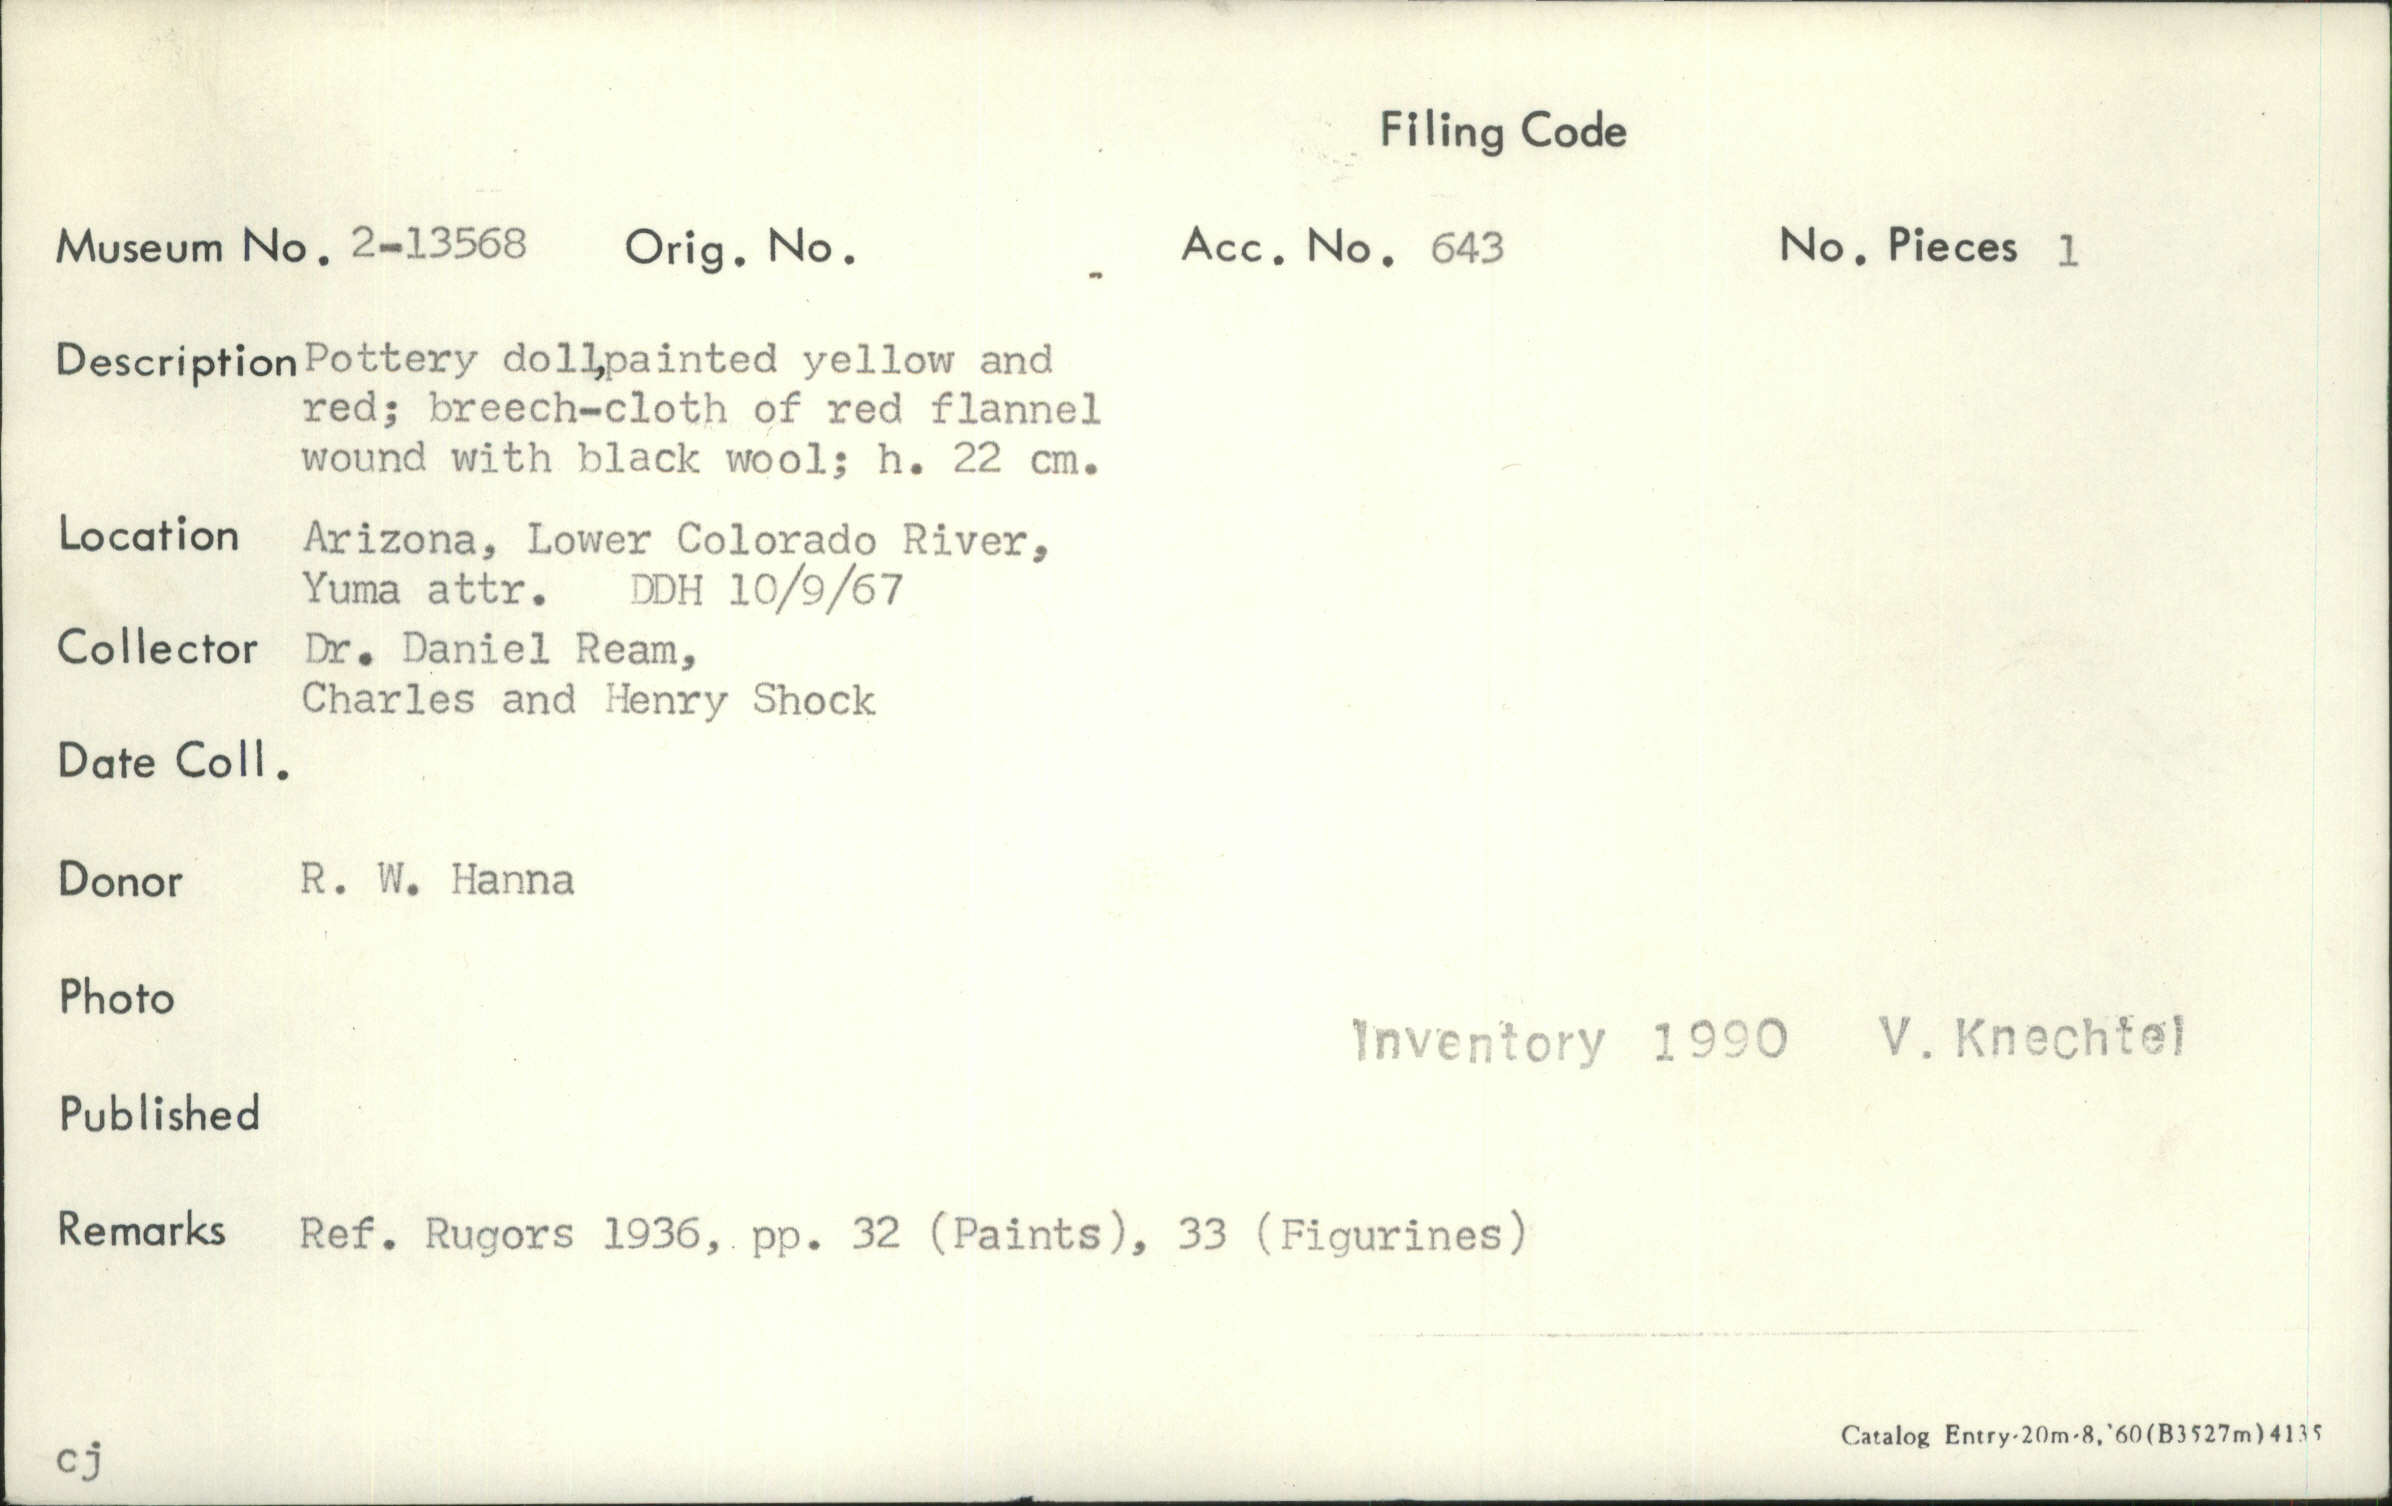 Filing Code
Museum No. 2-13568 Orig. No. - Acc. No. 643 No. Pieces 1
Description Pottery doll,painted yellow and
red; breech-cloth of red flannel
wound with black wool; h. 22 cm.
Location Arizona, Lower Colorado River,
Yuma attr. DDH 10/9/67
Collector Dr. Daniel Ream,
Charles and Henry Shock
Date Coll.
Donor R. W. Hanna
Photo
Inventory 1990 V. Knechtel
Published
Remarks Ref. Rugors 1936, pp. 32 (Paints), 33 (Figurines)
Catalog Entry-20m-8,'60(B3527m)4135
cj